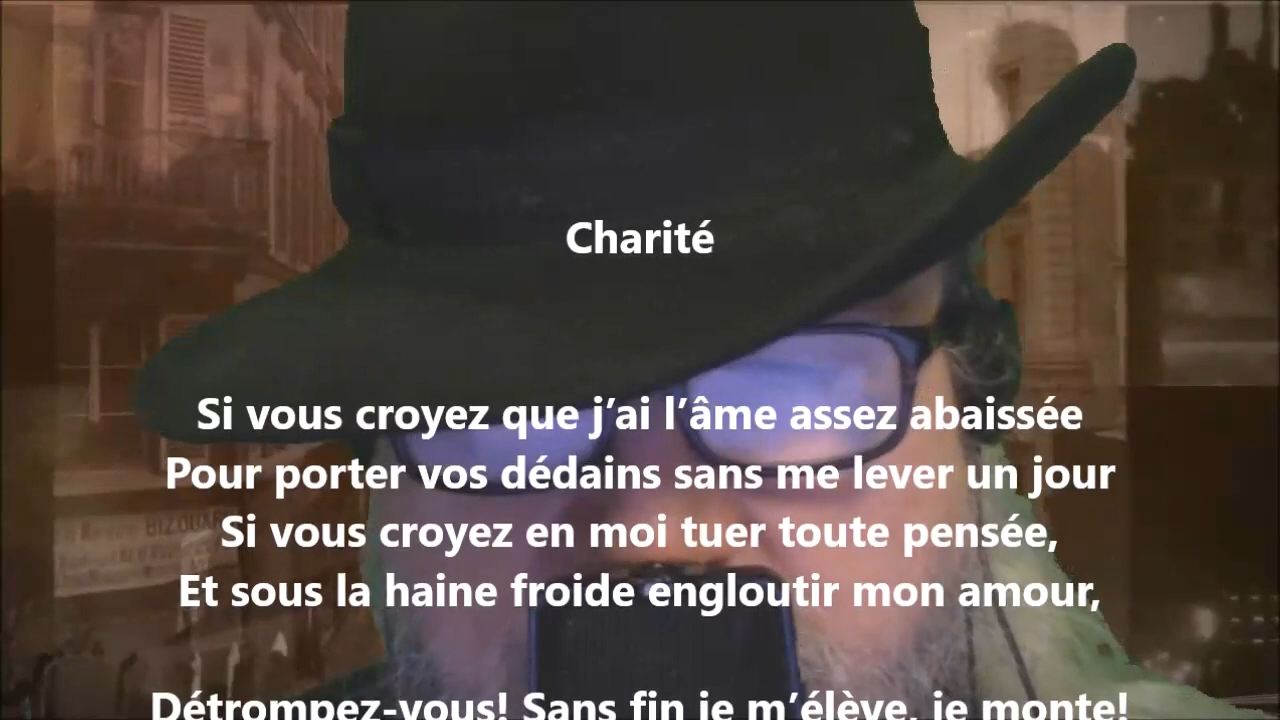 Charité
Si vous croyez que j’ai l’âme assez abaissée
Pour porter vos dédains sans me lever un jour
Si vous croyez en moi tuer toute pensée,
Et sous la haine froide engloutir mon amour,
Détrompez-vous! Sans fin je m’élève, je monte!
BIZOUARD